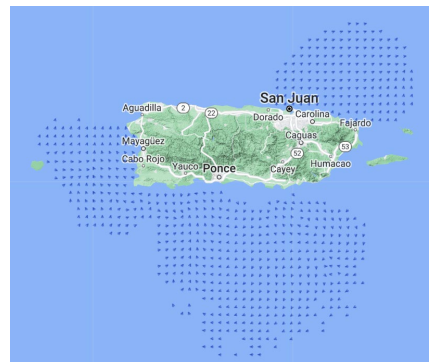 San Juan
Aguadilla
2
22
Dorado
Carolina
Fajardo
Mayagüez
Caguas
53
Cabo Rojo
Yauco
Ponce
52
Cayey
Humacao